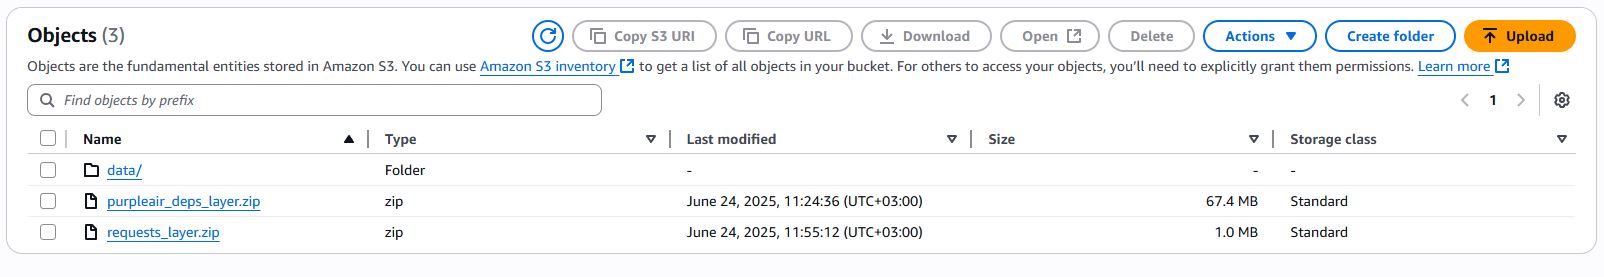 Objects (3)
Copy S3 URI Copy URL Download Open Delete Actions Create folder Upload
Objects are the fundamental entities stored in Amazon S3. You can use Amazon S3 inventory to get a list of all objects in your bucket. For others to access your objects, you'll need to explicitly grant them permissions. Learn more
Find objects by prefix
1
Name Type Last modified Size Storage class
data/ Folder - - -
purpleair_deps_layer.zip zip June 24, 2025, 11:24:36 (UTC+03:00) 67.4 MB Standard
requests_layer.zip zip June 24, 2025, 11:55:12 (UTC+03:00) 1.0 MB Standard